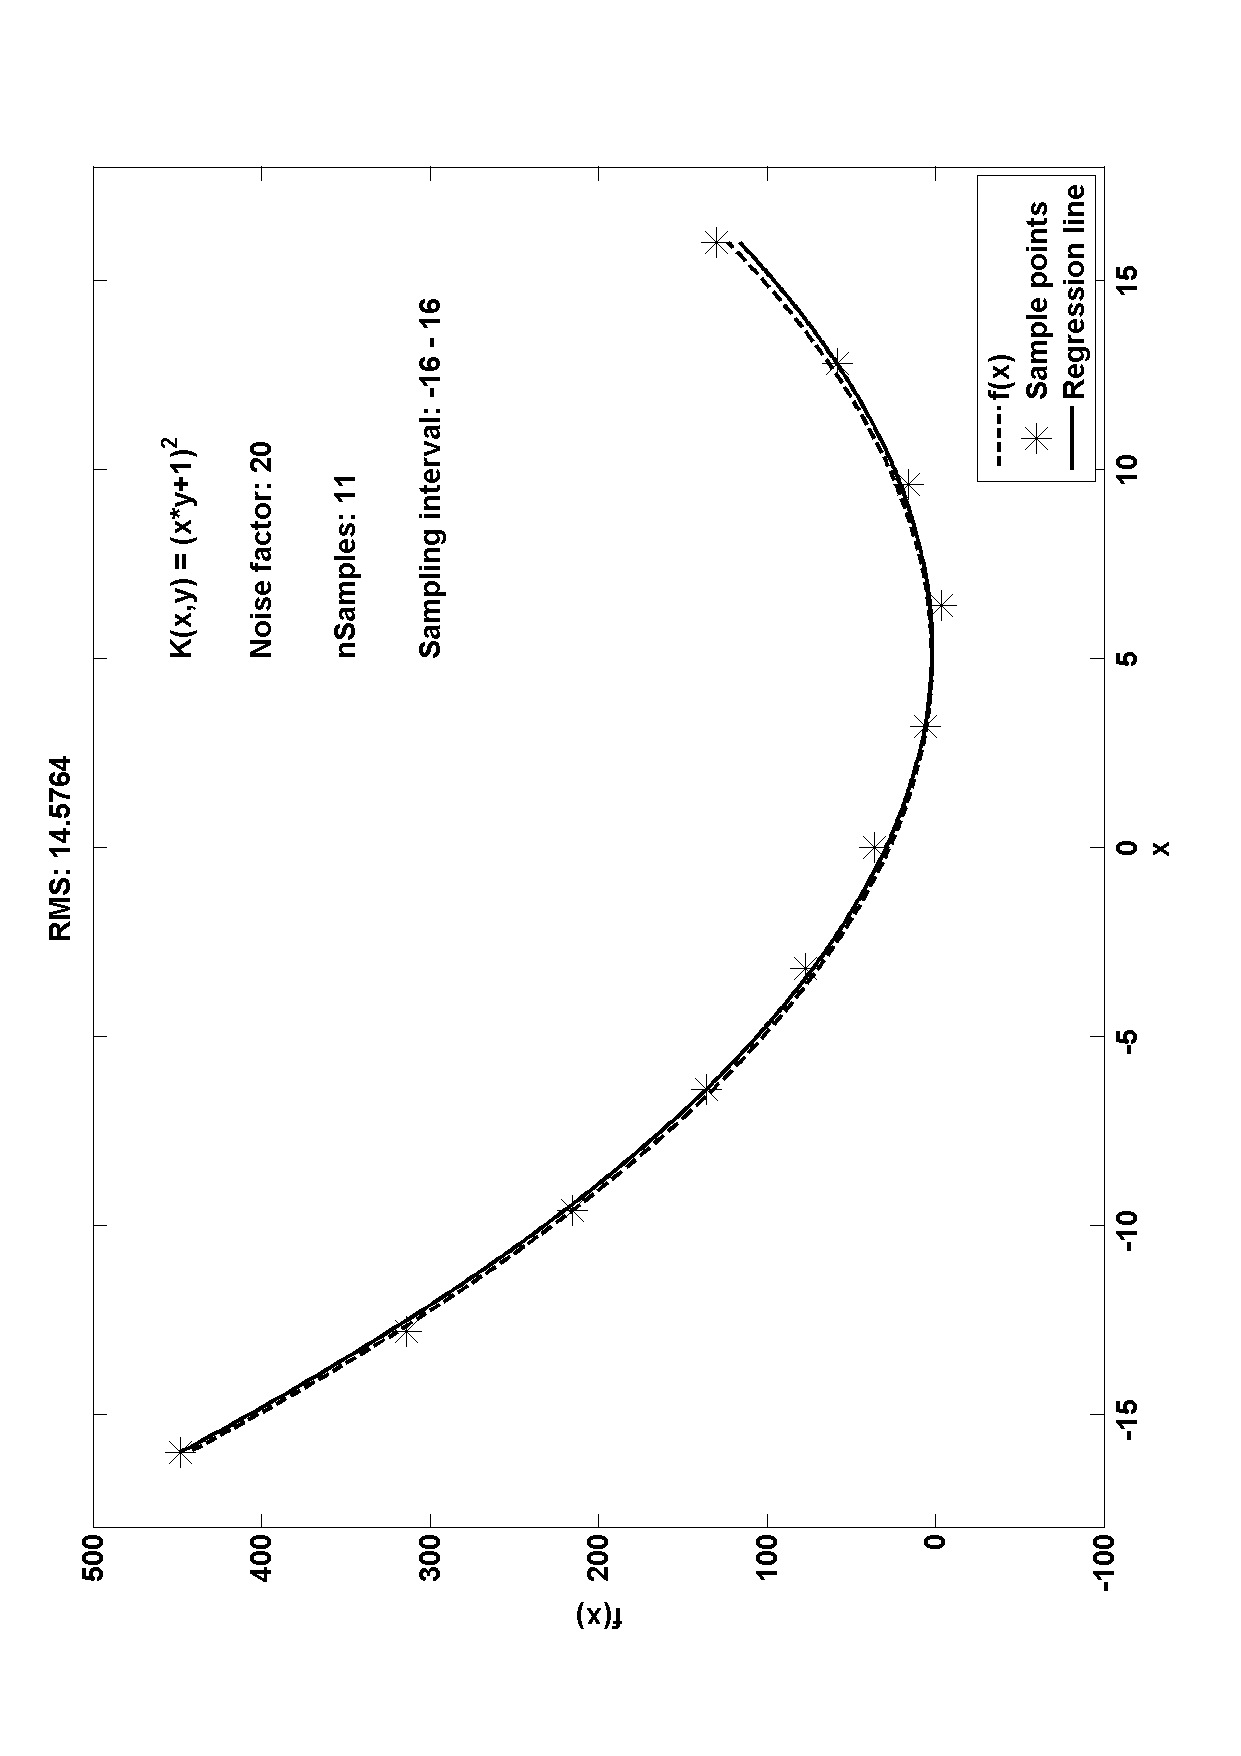 RMS: 14.5764
K(x,y) = (x*y+1)²
Noise factor: 20
nSamples: 11
Sampling interval: -16 - 16
f(x)
500
400
300
200
100
0
-100
-15
-10
-5
0
5
10
15
x
f(x)
Sample points
Regression line